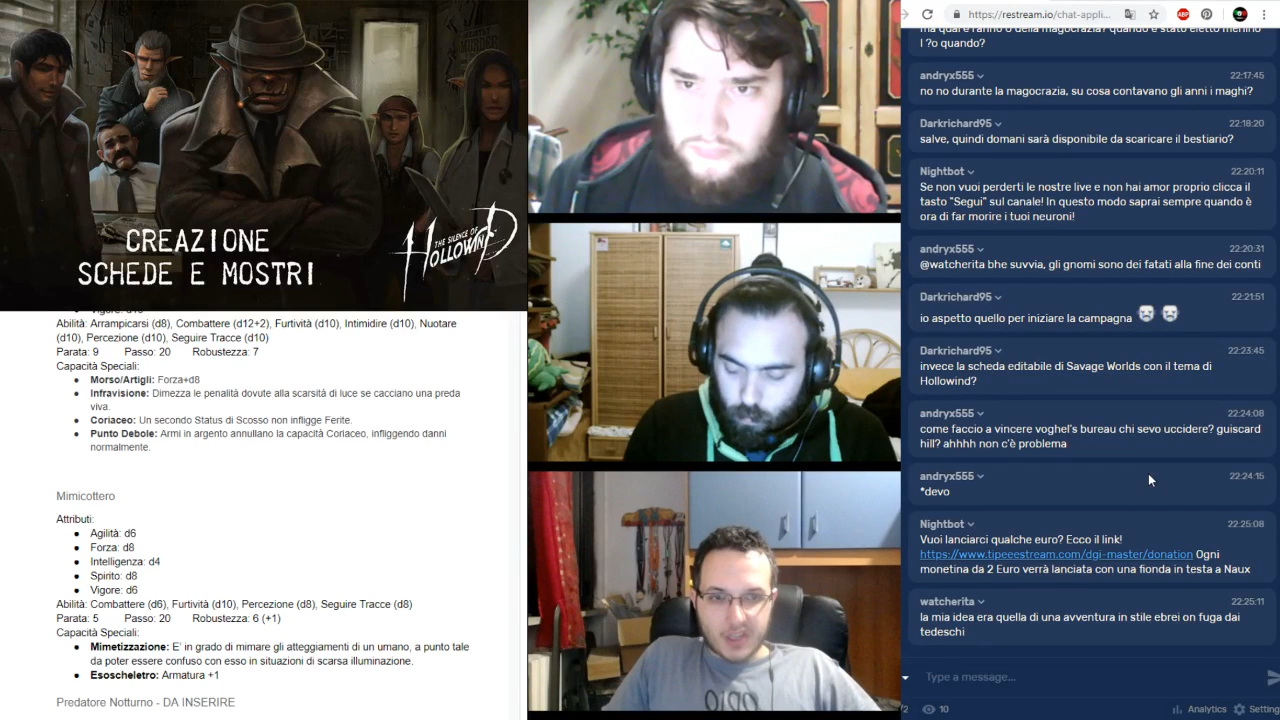 CREAZIONE
SCHEDE E MOSTRI
THE SILENCE OF
HOLLOWIND
Abilità: Arrampicarsi (d8), Combattere (d12+2), Furtività (d10), Intimidire (d10), Nuotare
(d10), Percezione (d10), Seguire Tracce (d10)
Parata: 9 Passo: 20 Robustezza: 7
Capacità Speciali:
● Morso/Artigli: Forza+d8
● Infravisione: Dimezza le penalità dovute alla scarsità di luce se cacciano una preda
viva.
● Coriaceo: Un secondo Status di Scosso non infligge Ferite.
● Punto Debole: Armi in argento annullano la capacità Coriaceo, infliggendo danni
normalmente.
Mimicottero
Attributi:
● Agilità: d6
● Forza: d8
● Intelligenza: d4
● Spirito: d8
● Vigore: d6
Abilità: Combattere (d6), Furtività (d10), Percezione (d8), Seguire Tracce (d8)
Parata: 5 Passo: 20 Robustezza: 6 (+1)
Capacità Speciali:
● Mimetizzazione: E' in grado di mimare gli atteggiamenti di un umano, a punto tale
da poter essere confuso con esso in situazioni di scarsa illuminazione.
● Esoscheletro: Armatura +1
Predatore Notturno - DA INSERIRE
https://restream.io/chat-appli...
ABP
l ?o quando?
andryx555 22:17:45
no no durante la magocrazia, su cosa contavano gli anni i maghi?
Darkrichard95 22:18:20
salve, quindi domani sarà disponibile da scaricare il bestiario?
Nightbot 22:20:11
Se non vuoi perderti le nostre live e non hai amor proprio clicca il
tasto "Segui" sul canale! In questo modo saprai sempre quando è
ora di far morire i tuoi neuroni!
andryx555 22:20:31
@watcherita bhe suvvia, gli gnomi sono dei fatati alla fine dei conti
Darkrichard95 22:21:51
io aspetto quello per iniziare la campagna
Darkrichard95 22:23:45
invece la scheda editabile di Savage Worlds con il tema di
Hollowind?
andryx555 22:24:08
come faccio a vincere voghel's bureau chi sevo uccidere? guiscard
hill? ahhhh non c'è problema
andryx555 22:24:15
*devo
Nightbot 22:25:08
Vuoi lanciarci qualche euro? Ecco il link!
https://www.tipeeestream.com/dgi-master/donation Ogni
monetina da 2 Euro verrà lanciata con una fionda in testa a Naux
watcherita 22:25:11
la mia idea era quella di una avventura in stile ebrei on fuga dai
tedeschi
Type a message...
10 Analytics Setting